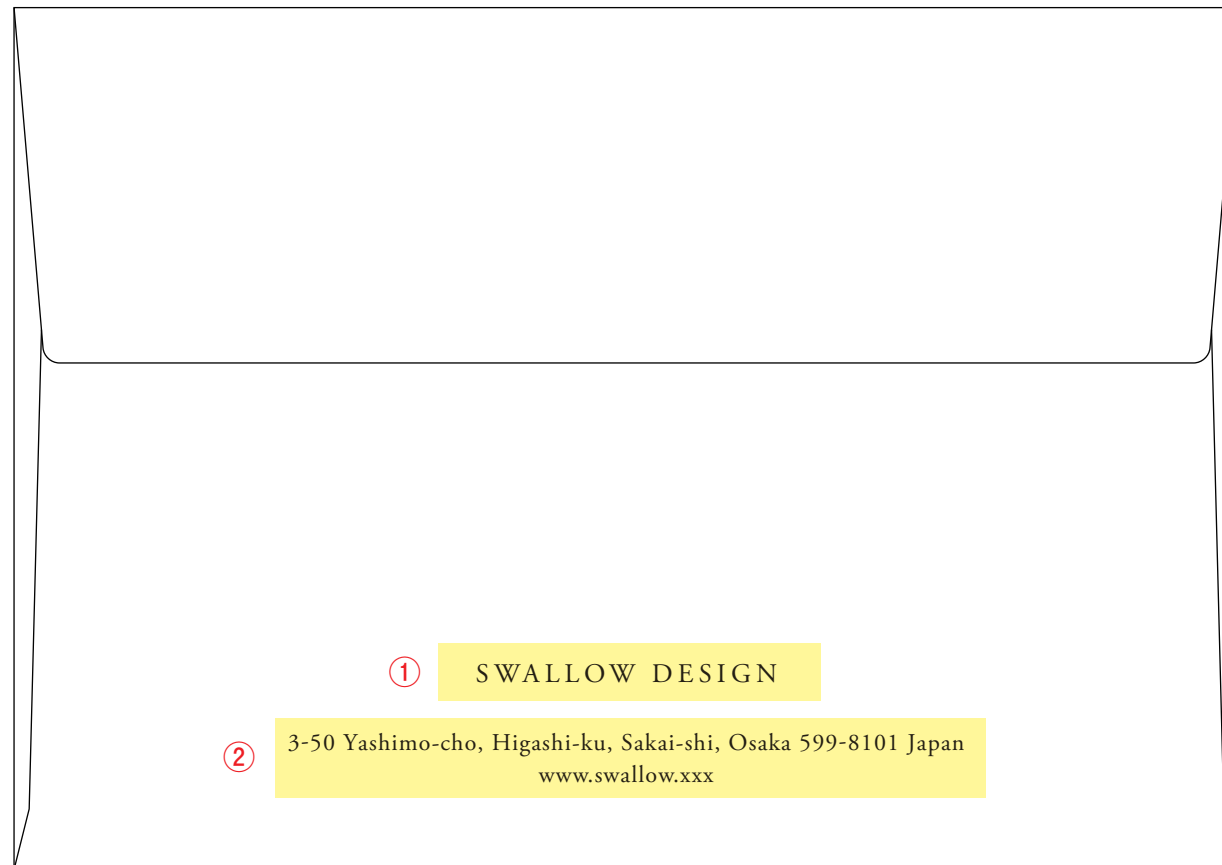 ① SWALLOW DESIGN
② 3-50 Yashimo-cho, Higashi-ku, Sakai-shi, Osaka 599-8101 Japan
www.swallow.xxx